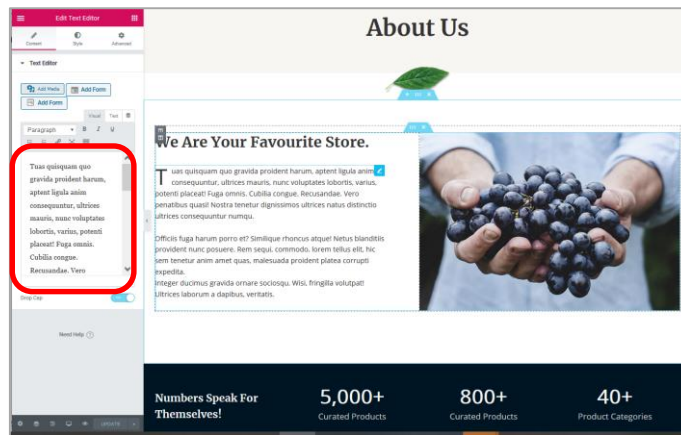 Edit Text Editor
Content Style Advanced
Text Editor
Add Media Add Form
Add Form
Visual Text
Paragraph B I U
Tuas quisquam quo
gravida proident harum,
aptent ligula anim
consequuntur, ultrices
mauris, nunc voluptates
lobortis, varius, potenti
placeat! Fuga omnis.
Cubilia congue.
Recusandae. Vero
Drop Cap
Need Help
UPDATE
About Us
We Are Your Favourite Store.
Tuas quisquam quo gravida proident harum, aptent ligula anim
consequuntur, ultrices mauris, nunc voluptates lobortis, varius,
potenti placeat! Fuga omnis. Cubilia congue. Recusandae. Vero
penatibus quasi! Nostra tenetur dignissimos ultrices natus distinctio
ultrices consequuntur numqu.
Officiis fuga harum porro et? Similique rhoncus atque! Netus blanditiis
provident nunc posuere. Rem sequi, commodo, lorem tellus elit, hic
sem tenetur anim amet quas, malesuada proident platea corrupti
expedita.
Integer ducimus gravida ornare sociosqu. Wisi, fringilla volutpat!
Ultrices laborum a dapibus, veritatis.
Numbers Speak For
Themselves!
5,000+
Curated Products
800+
Curated Products
40+
Product Categories